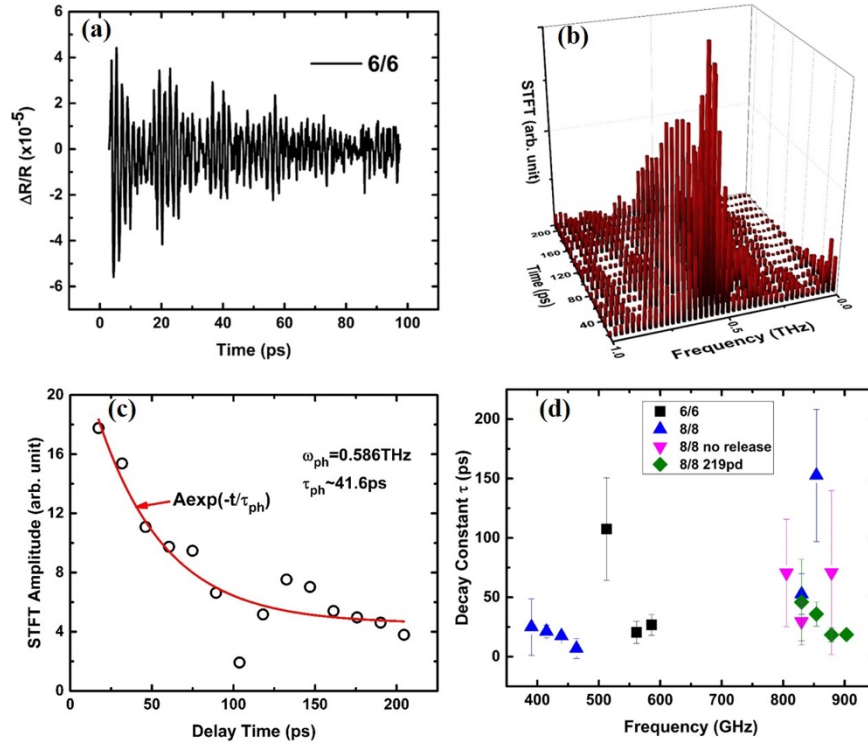 (a)
6/6
ΔR/R (x10⁻⁵)
6
4
2
0
-2
-4
-6
0 20 40 60 80 100
Time (ps)
(b)
STFT (arb. unit)
200
160
120
80
40
Time (ps)
1.0
0.5
0.0
Frequency (THz)
(c)
STFT Amplitude (arb. unit)
20
16
12
8
4
0
ωph=0.586THz
τph~41.6ps
Aexp(-t/τph)
0 50 100 150 200
Delay Time (ps)
(d)
6/6
8/8
8/8 no release
8/8 219pd
Decay Constant τ (ps)
200
150
100
50
0
400 500 600 700 800 900
Frequency (GHz)